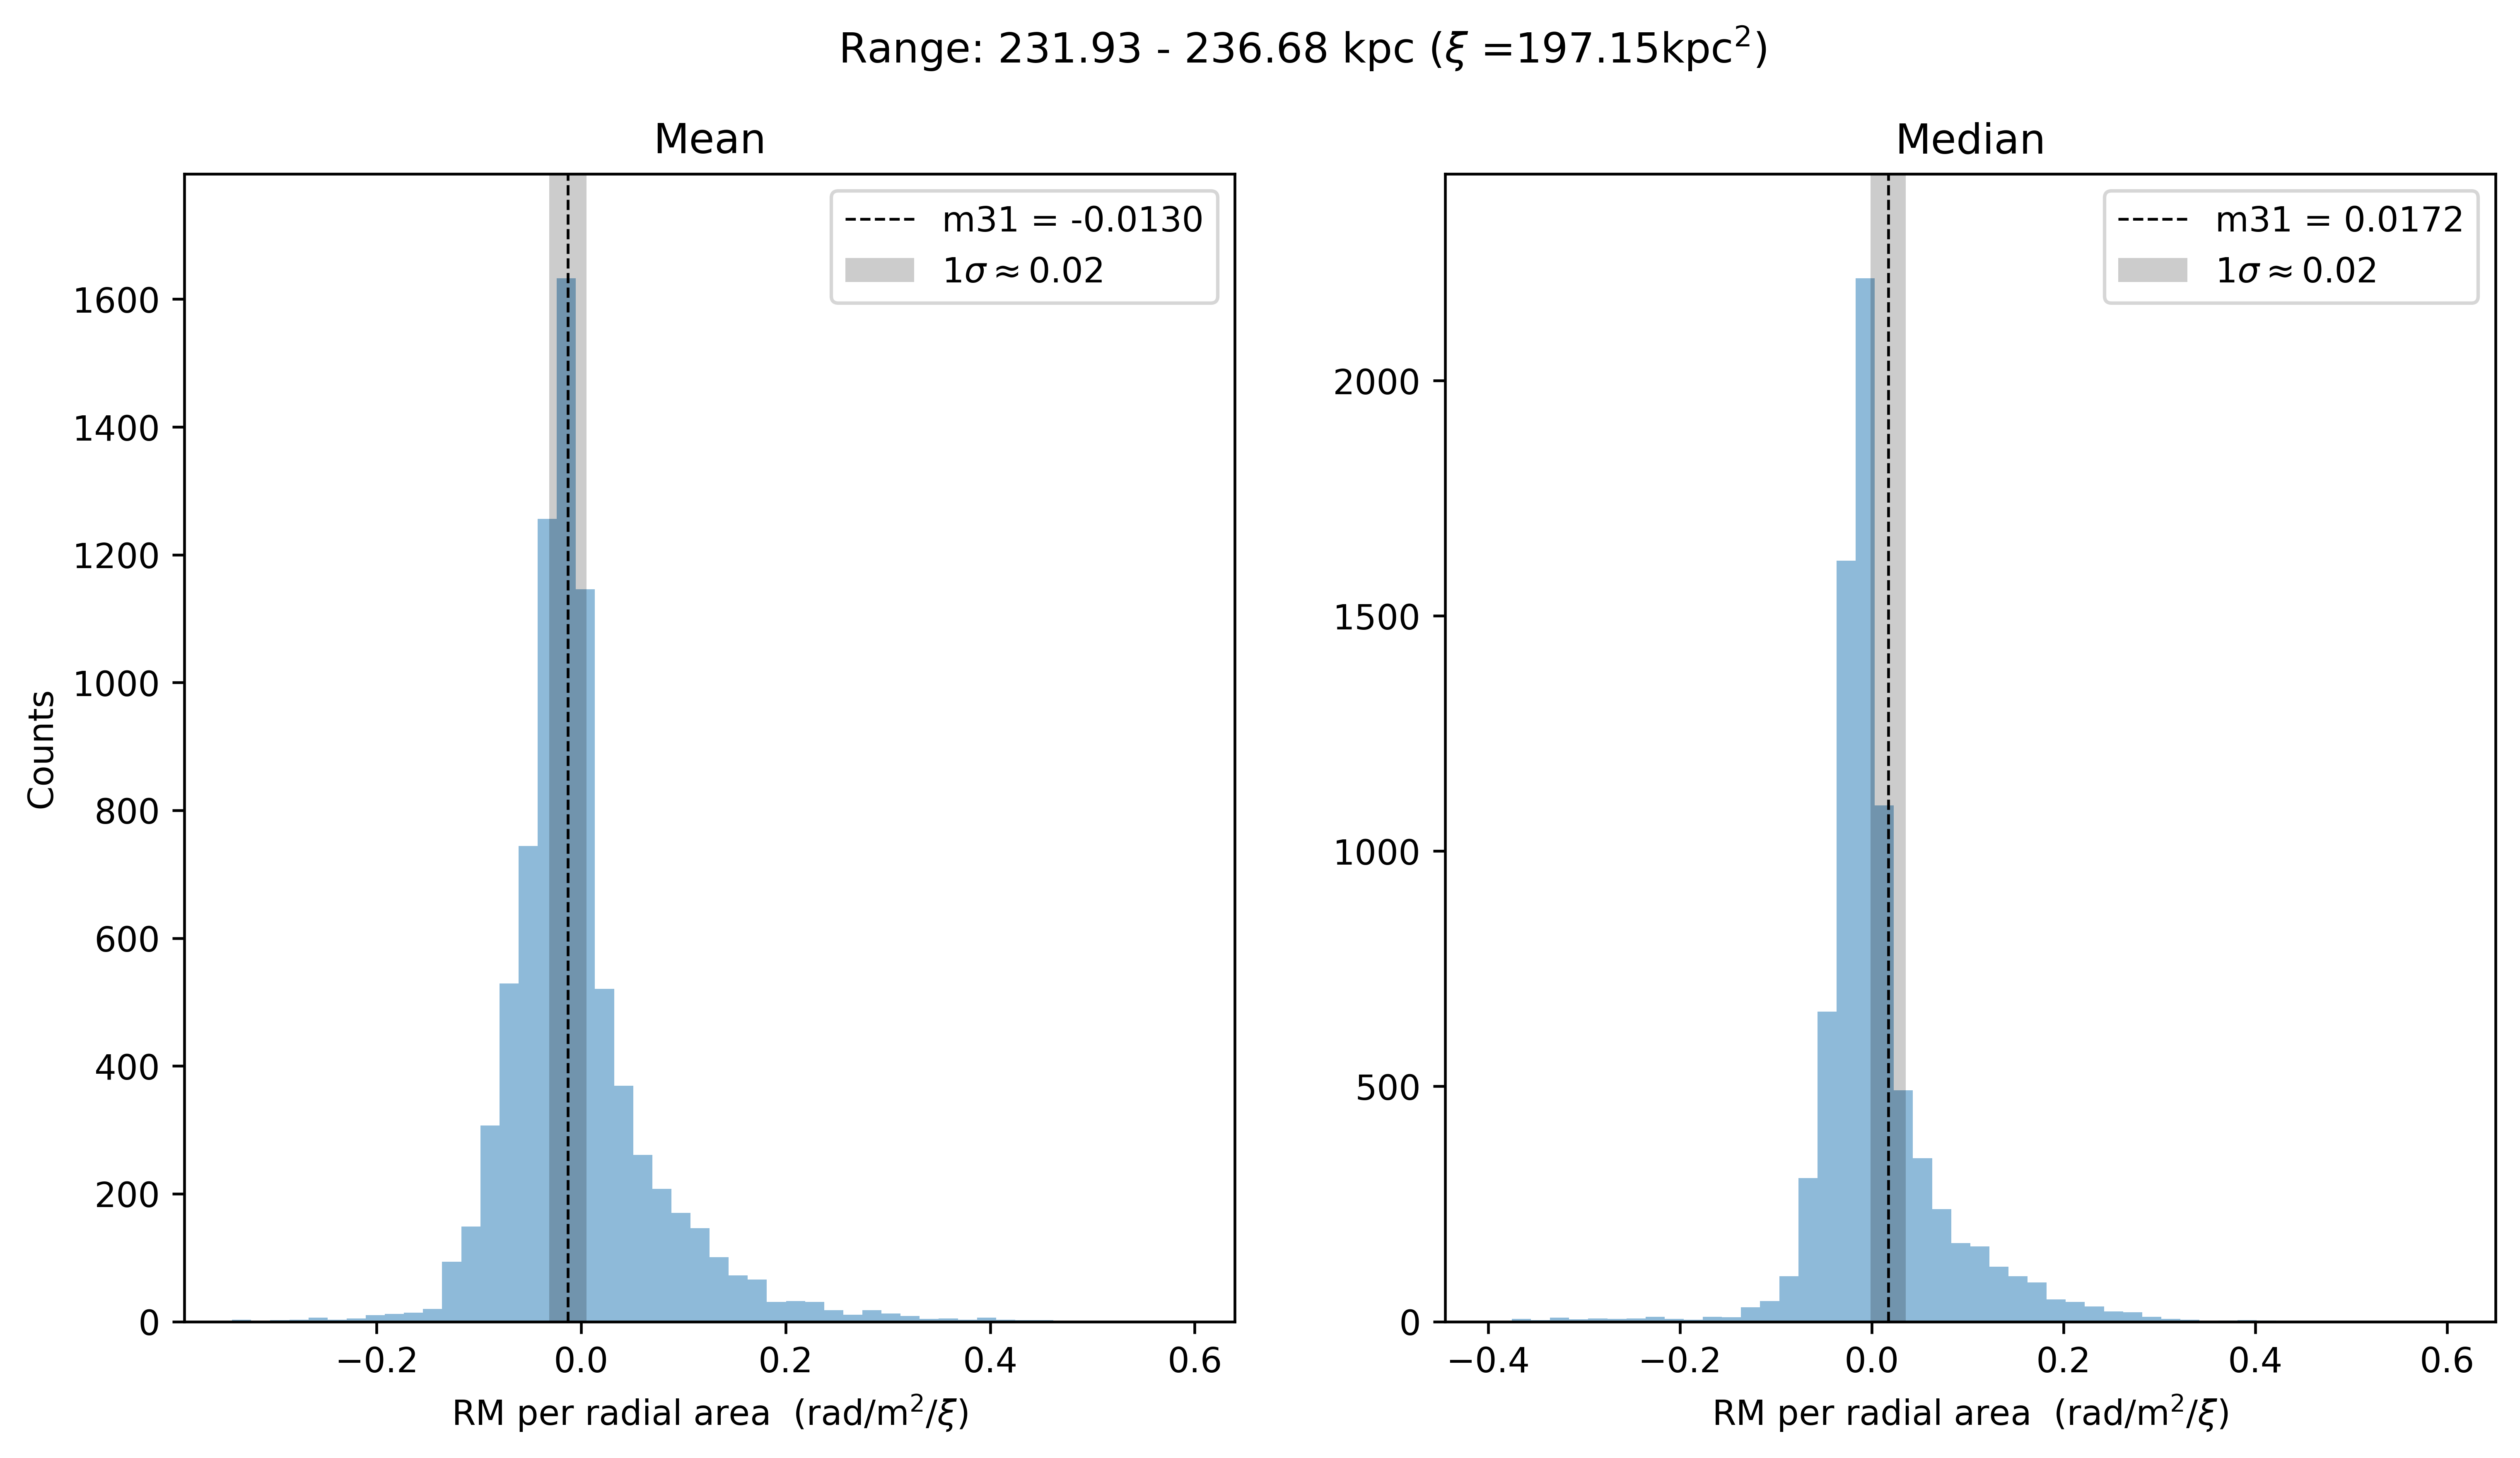 Range: 231.93 - 236.68 kpc (ξ =197.15kpc²)
Mean
m31 = -0.0130
1σ ≈ 0.02
Counts
1600
1400
1200
1000
800
600
400
200
0
−0.2 0.0 0.2 0.4 0.6
RM per radial area (rad/m²/ξ)
Median
m31 = 0.0172
1σ ≈ 0.02
2000
1500
1000
500
0
−0.4 −0.2 0.0 0.2 0.4 0.6
RM per radial area (rad/m²/ξ)